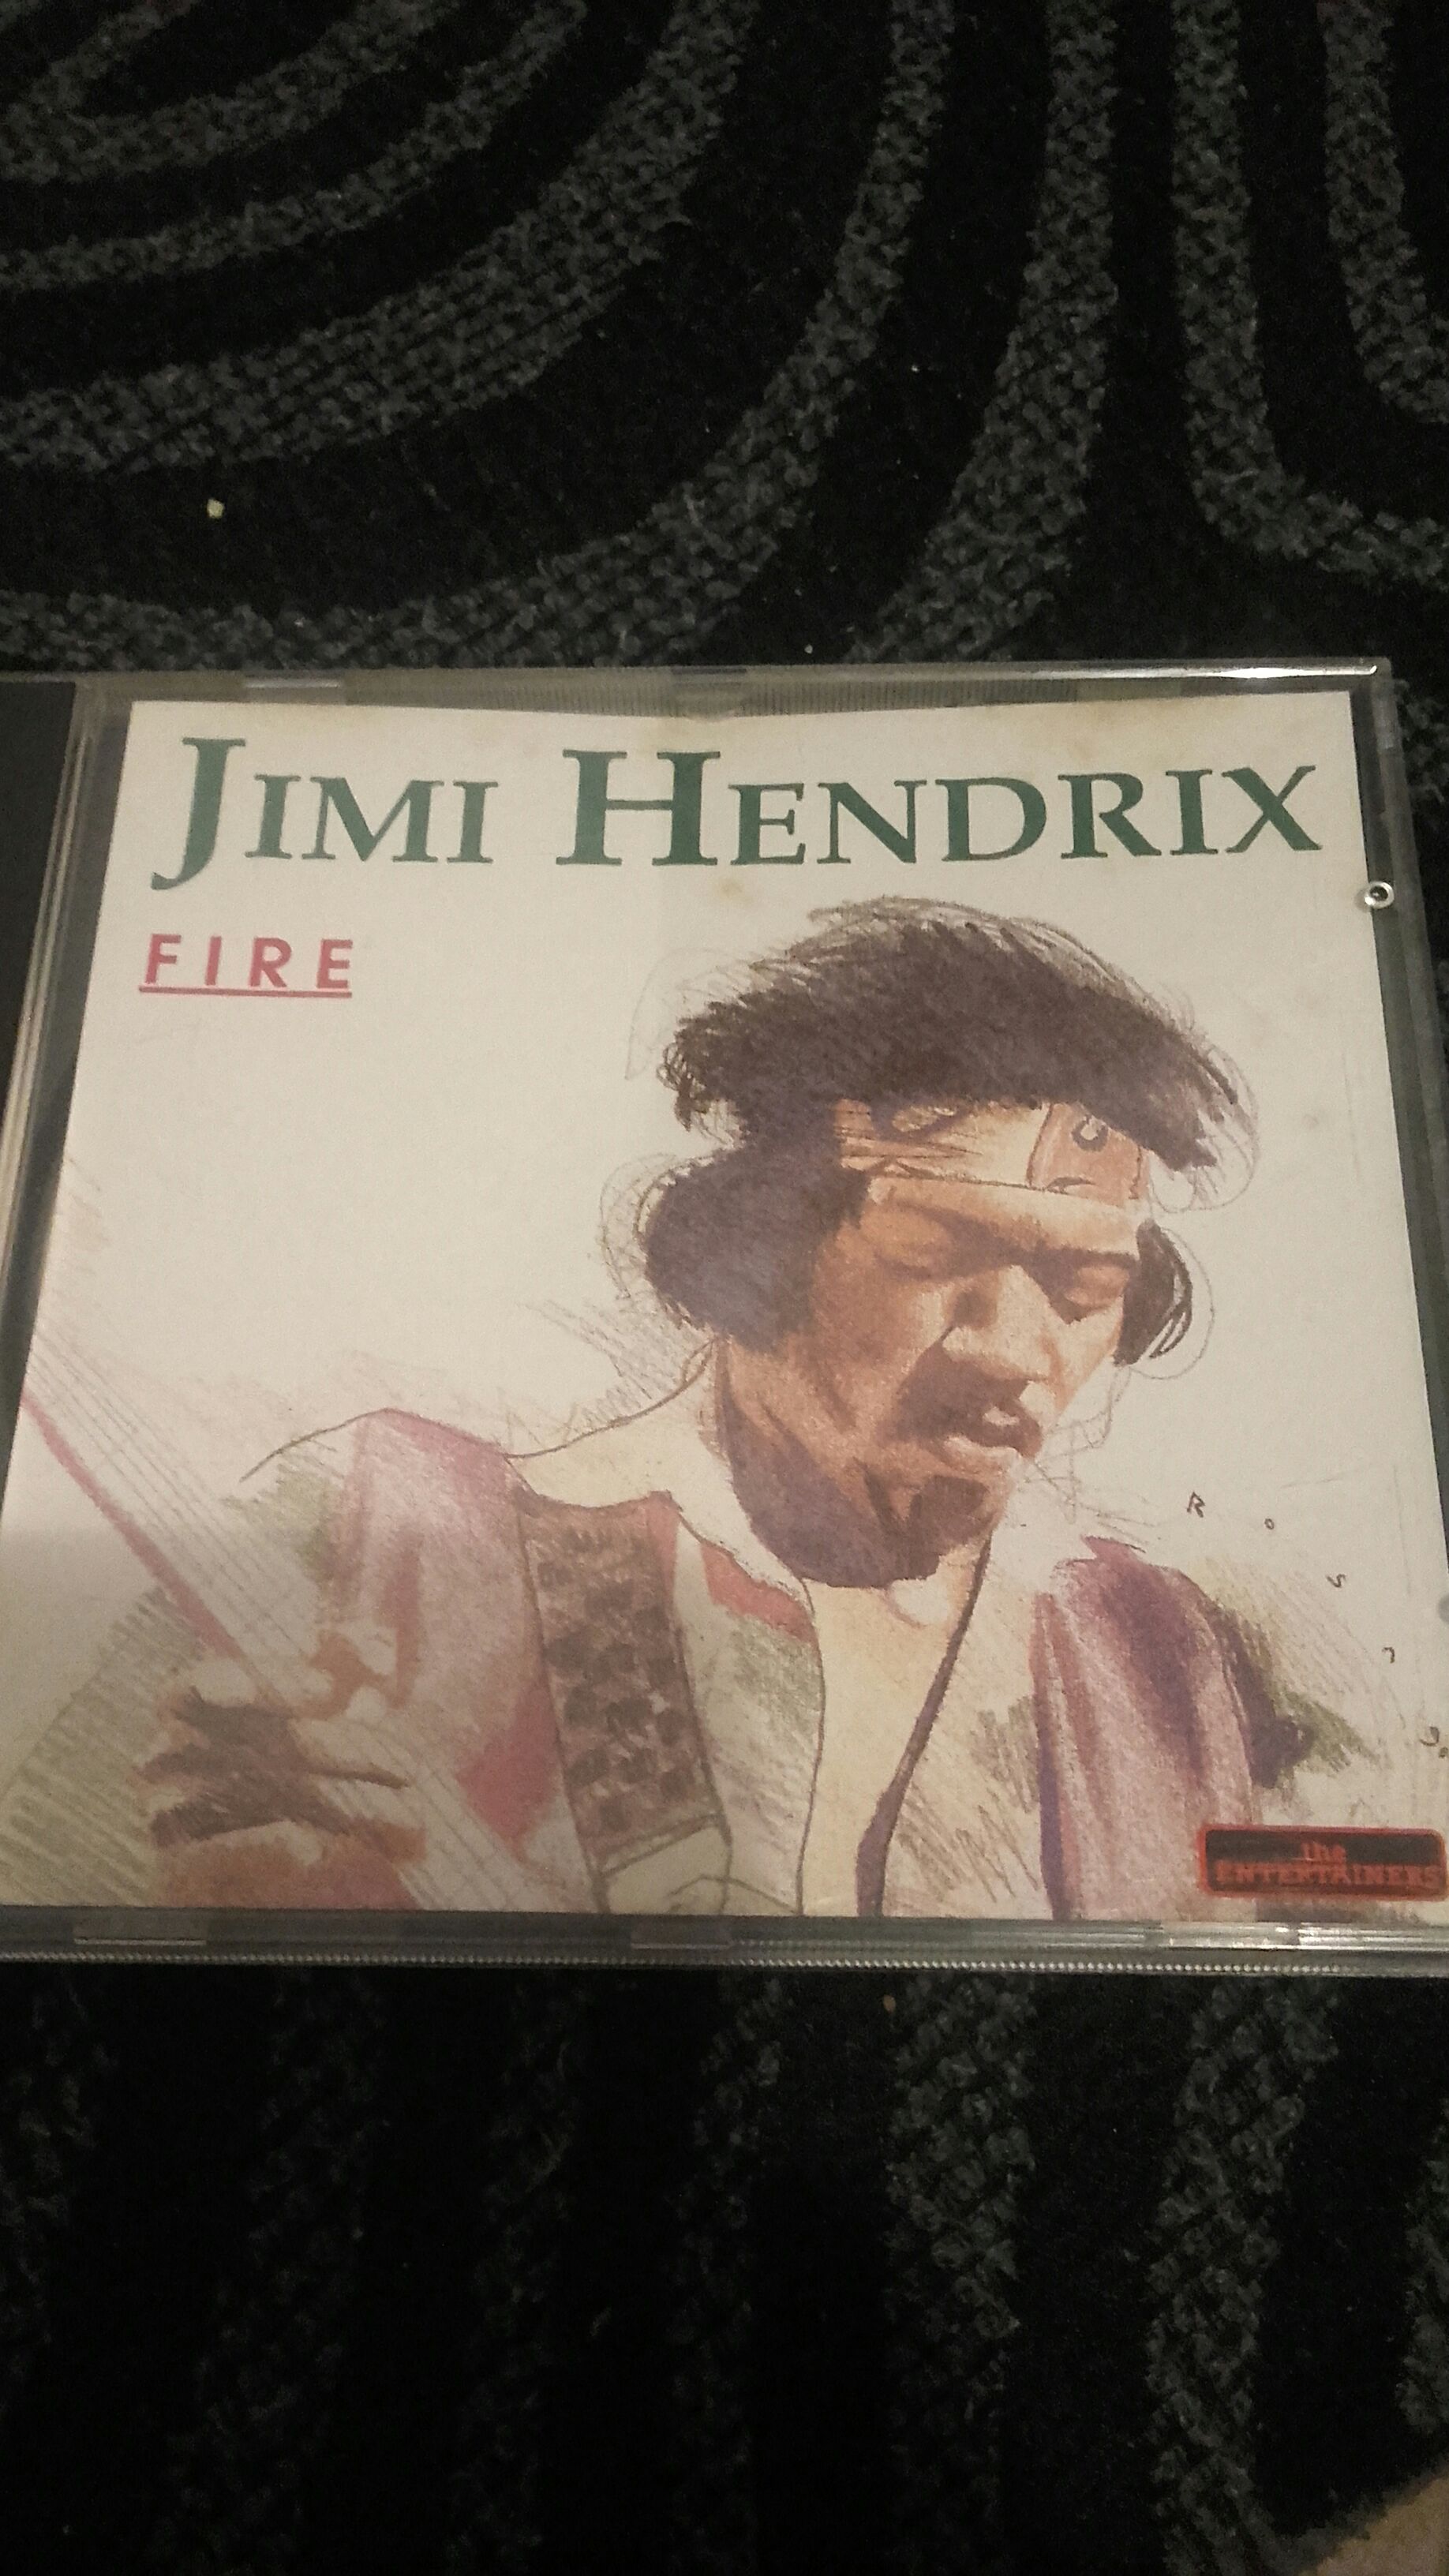 JIMI HENDRIX
FIRE
the
ENTERTAINERS